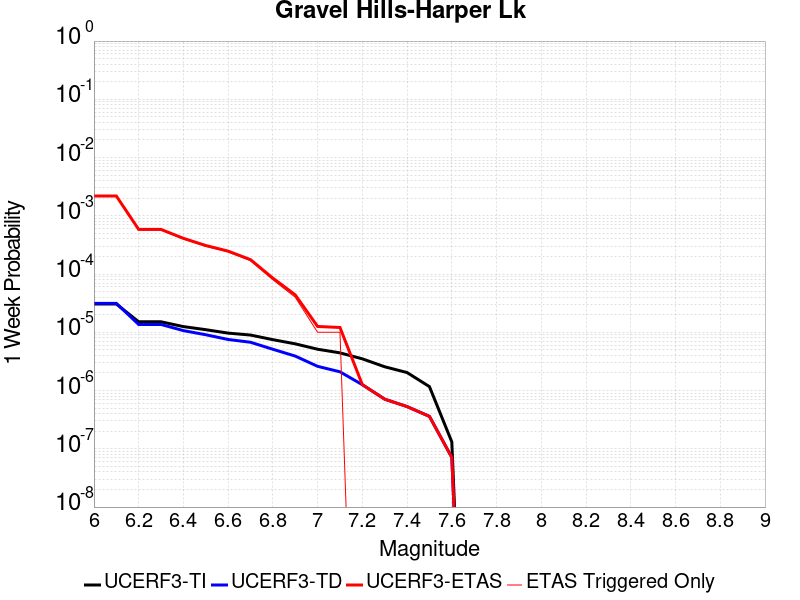 Gravel Hills-Harper Lk
10^0
10^-1
10^-2
10^-3
10^-4
10^-5
10^-6
10^-7
10^-8
1 Week Probability
6 6.2 6.4 6.6 6.8 7 7.2 7.4 7.6 7.8 8 8.2 8.4 8.6 8.8 9
Magnitude
UCERF3-TI UCERF3-TD UCERF3-ETAS ETAS Triggered Only